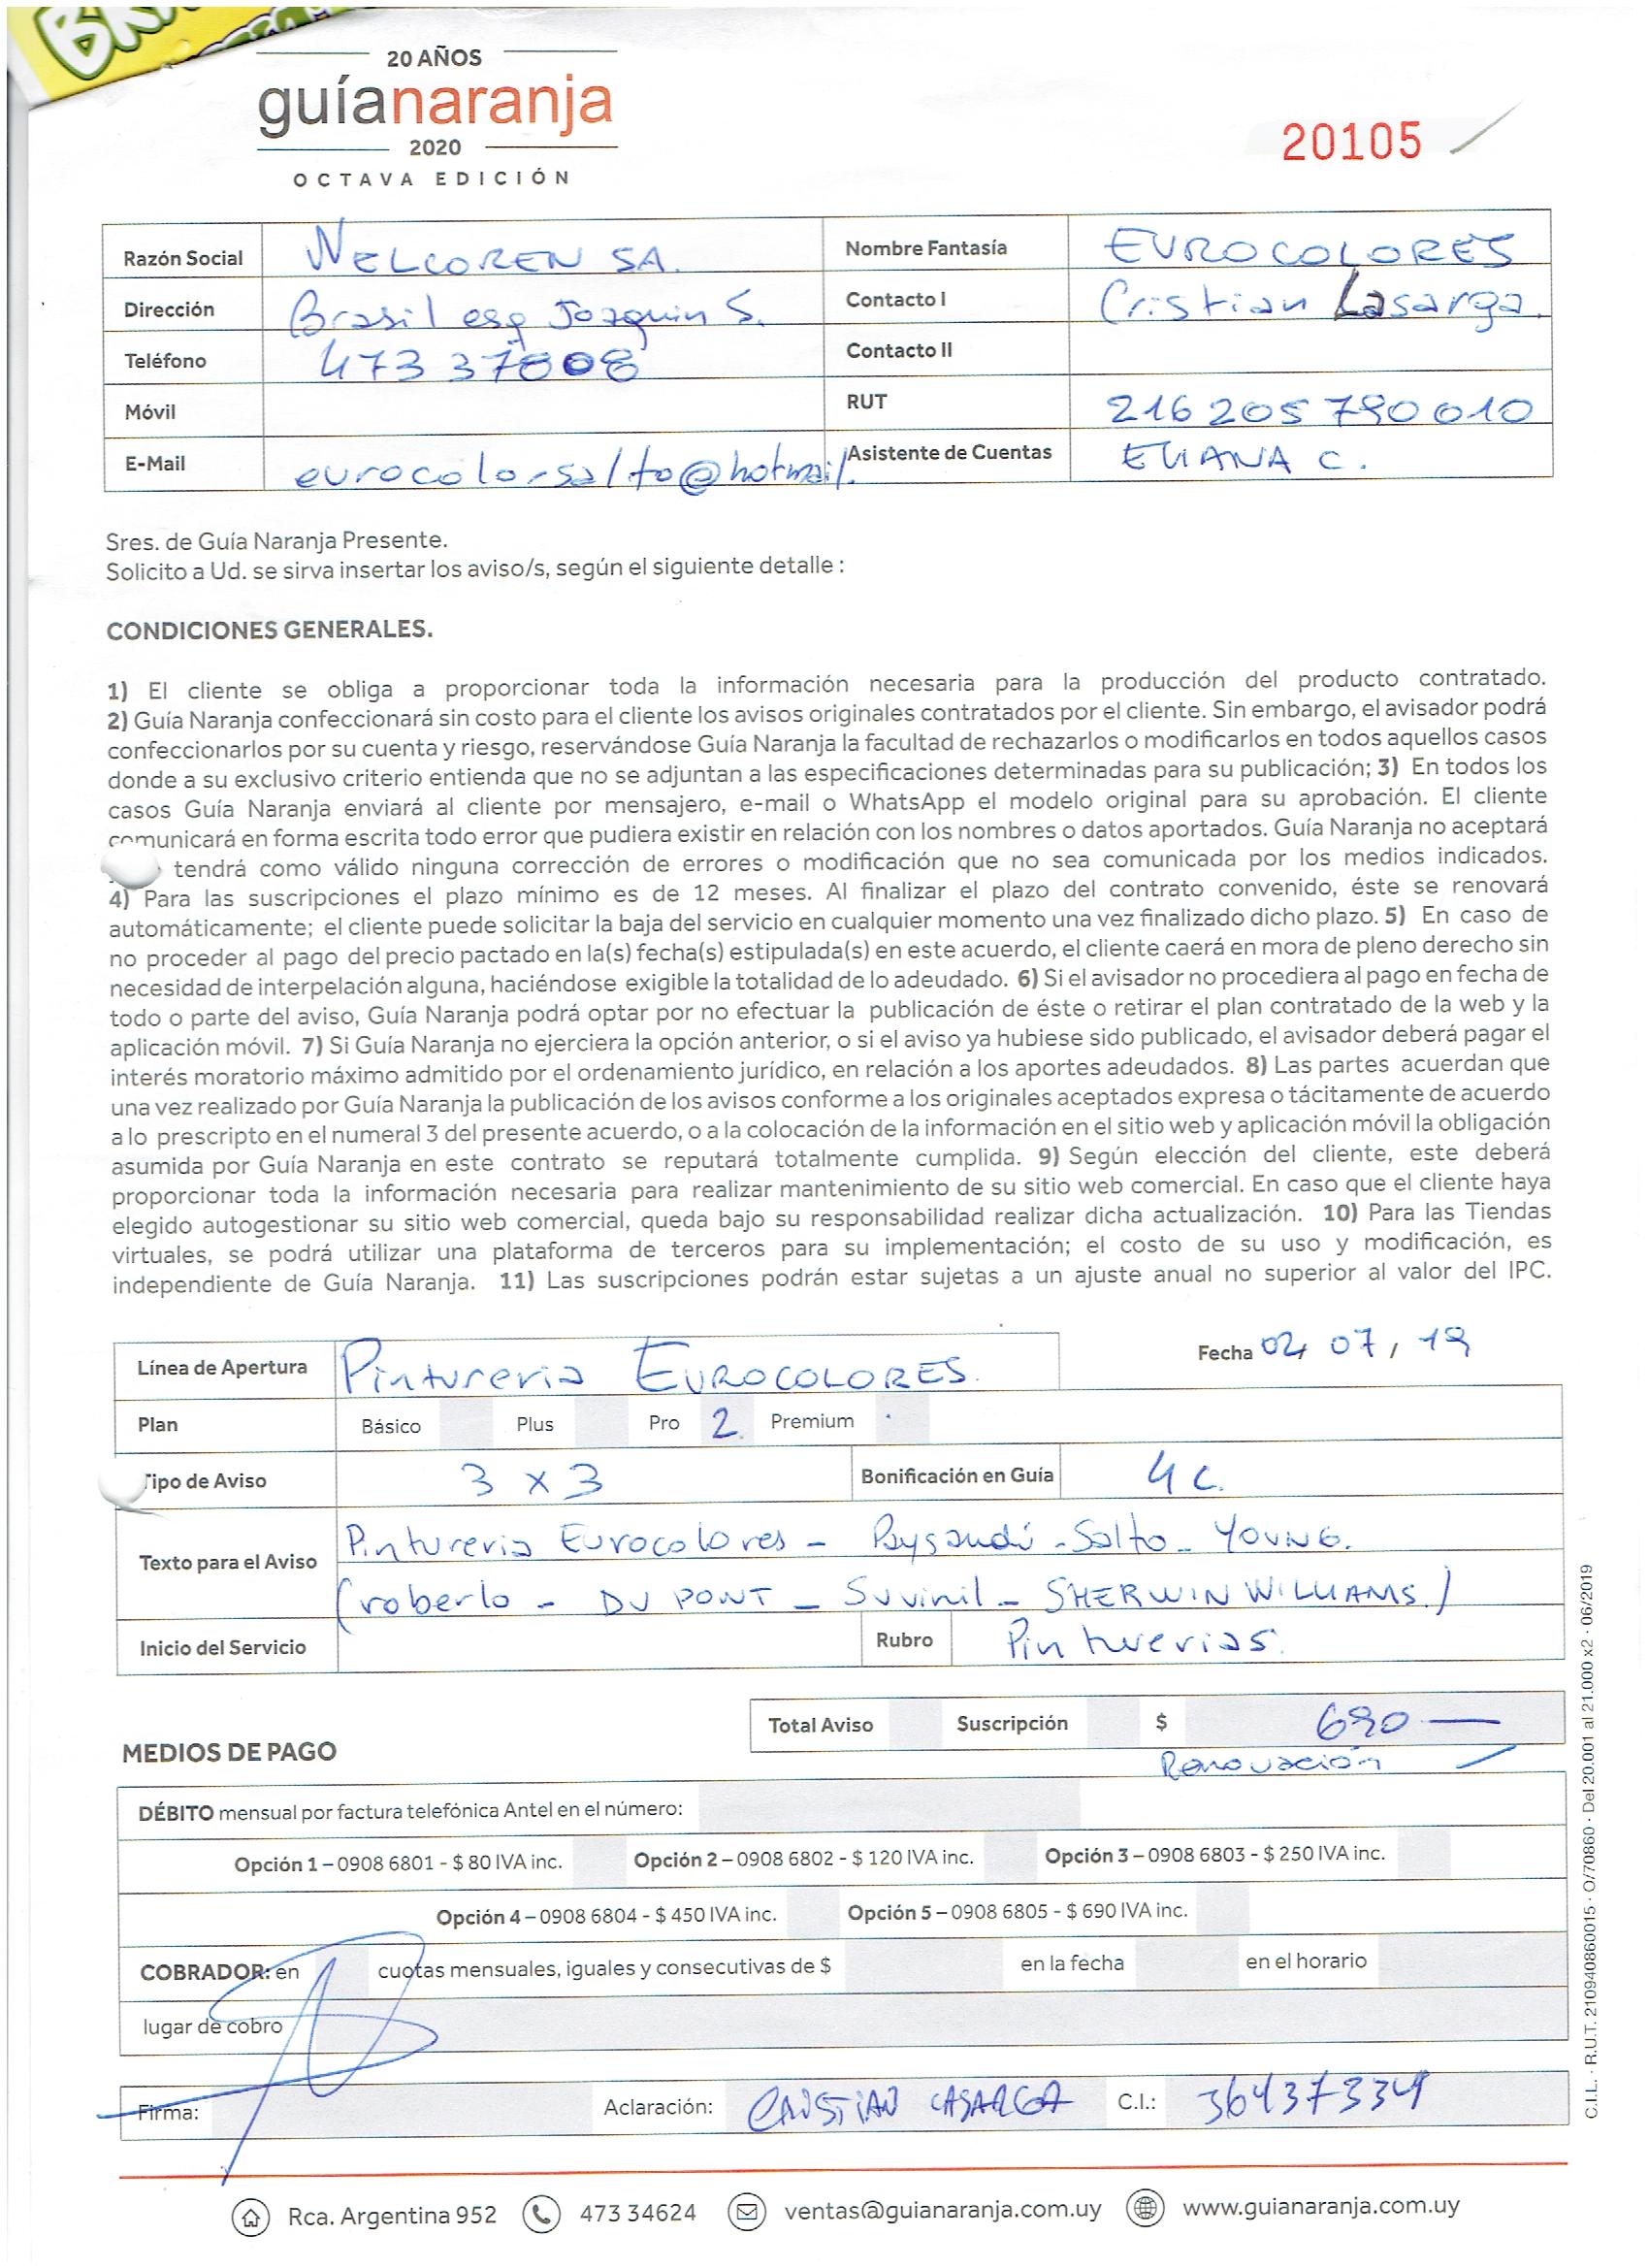 20 AÑOS
guíanaranja
2020
OCTAVA EDICIÓN
20105
Razón Social NELCOREN SA. Nombre Fantasía EUROCOLORES
Dirección Brasil esq Joaquin S. Contacto I Cristian Lasarga.
Teléfono 473 37808 Contacto II
Móvil RUT 216205790010
E-Mail eurocolorsalto@hotmail. Asistente de Cuentas ELIANA C.
Sres. de Guía Naranja Presente.
Solicito a Ud. se sirva insertar los aviso/s, según el siguiente detalle :
CONDICIONES GENERALES.
1) El cliente se obliga a proporcionar toda la información necesaria para la producción del producto contratado.
2) Guía Naranja confeccionará sin costo para el cliente los avisos originales contratados por el cliente. Sin embargo, el avisador podrá
confeccionarlos por su cuenta y riesgo, reservándose Guía Naranja la facultad de rechazarlos o modificarlos en todos aquellos casos
donde a su exclusivo criterio entienda que no se adjuntan a las especificaciones determinadas para su publicación; 3) En todos los
casos Guía Naranja enviará al cliente por mensajero, e-mail o WhatsApp el modelo original para su aprobación. El cliente
comunicará en forma escrita todo error que pudiera existir en relación con los nombres o datos aportados. Guía Naranja no aceptará
tendrá como válido ninguna corrección de errores o modificación que no sea comunicada por los medios indicados.
4) Para las suscripciones el plazo mínimo es de 12 meses. Al finalizar el plazo del contrato convenido, éste se renovará
automáticamente; el cliente puede solicitar la baja del servicio en cualquier momento una vez finalizado dicho plazo. 5) En caso de
no proceder al pago del precio pactado en la(s) fecha(s) estipulada(s) en este acuerdo, el cliente caerá en mora de pleno derecho sin
necesidad de interpelación alguna, haciéndose exigible la totalidad de lo adeudado. 6) Si el avisador no procediera al pago en fecha de
todo o parte del aviso, Guía Naranja podrá optar por no efectuar la publicación de éste o retirar el plan contratado de la web y la
aplicación móvil. 7) Si Guía Naranja no ejerciera la opción anterior, o si el aviso ya hubiese sido publicado, el avisador deberá pagar el
interés moratorio máximo admitido por el ordenamiento jurídico, en relación a los aportes adeudados. 8) Las partes acuerdan que
una vez realizado por Guía Naranja la publicación de los avisos conforme a los originales aceptados expresa o tácitamente de acuerdo
a lo prescripto en el numeral 3 del presente acuerdo, o a la colocación de la información en el sitio web y aplicación móvil la obligación
asumida por Guía Naranja en este contrato se reputará totalmente cumplida. 9) Según elección del cliente, este deberá
proporcionar toda la información necesaria para realizar mantenimiento de su sitio web comercial. En caso que el cliente haya
elegido autogestionar su sitio web comercial, queda bajo su responsabilidad realizar dicha actualización. 10) Para las Tiendas
virtuales, se podrá utilizar una plataforma de terceros para su implementación; el costo de su uso y modificación, es
independiente de Guía Naranja. 11) Las suscripciones podrán estar sujetas a un ajuste anual no superior al valor del IPC.
Línea de Apertura Pintureria EUROCOLORES. Fecha 02, 07, 19
Plan Básico Plus Pro 2. Premium
Tipo de Aviso 3 x 3 Bonificación en Guía 4 c.
Texto para el Aviso Pintureria Eurocolores - Paysandú - Salto - YOUNG.
(roberlo - DU PONT - Suvinil - SHERWIN WILLIAMS.)
Inicio del Servicio Rubro Pinturerias.
Total Aviso Suscripción $ 690 —
Renovación
MEDIOS DE PAGO
DÉBITO mensual por factura telefónica Antel en el número:
Opción 1 – 0908 6801 - $ 80 IVA inc. Opción 2 – 0908 6802 - $ 120 IVA inc. Opción 3 – 0908 6803 - $ 250 IVA inc.
Opción 4 – 0908 6804 - $ 450 IVA inc. Opción 5 – 0908 6805 - $ 690 IVA inc.
COBRADOR: en cuotas mensuales, iguales y consecutivas de $ en la fecha en el horario
lugar de cobro
Firma: Aclaración: CRISTIAN CASARGA C.I.: 36437334
Rca. Argentina 952 473 34624 ventas@guianaranja.com.uy www.guianaranja.com.uy
C.I.L. · R.U.T. 210940860015 · O/70860 · Del 20.001 al 21.000 x2 · 06/2019